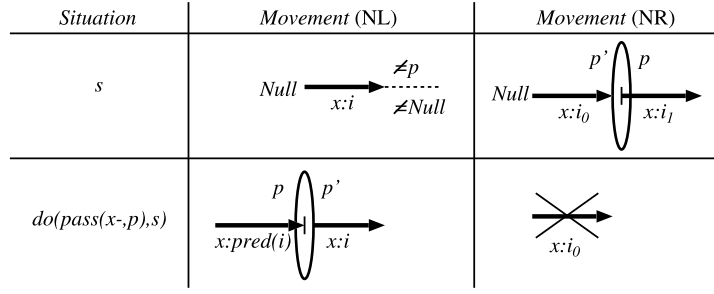 Situation Movement (NL) Movement (NR)
s
Null x:i ≠p ≠Null
Null x:i₀ p' p x:i₁
do(pass(x-,p),s)
x:pred(i) p p' x:i
x:i₀